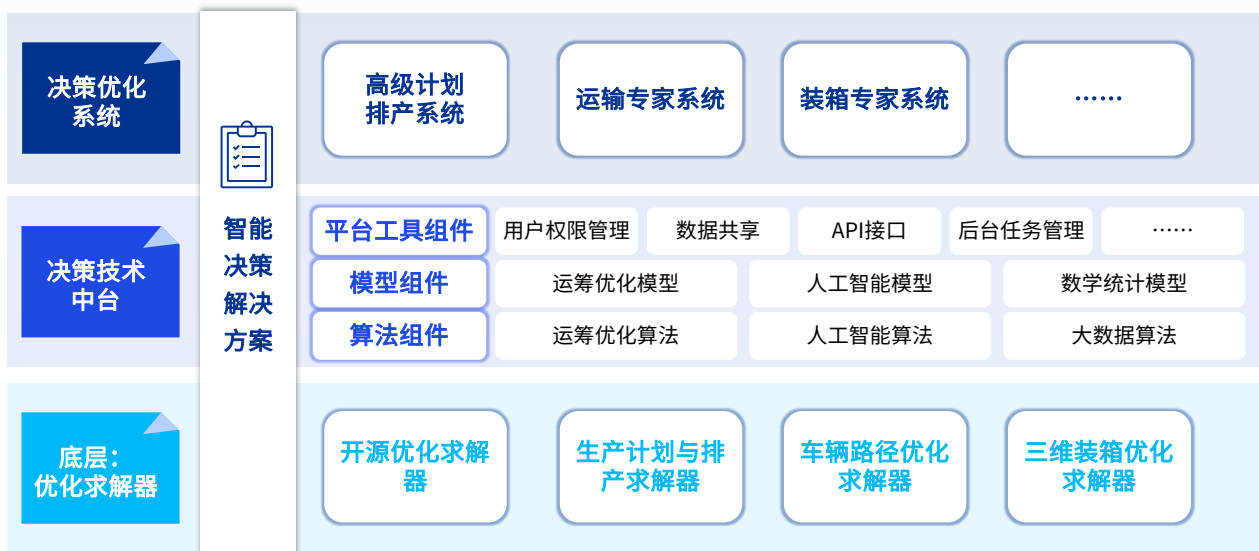 决策优化
系统
高级计划
排产系统
运输专家系统
装箱专家系统
······
智能
决策
解决
方案
决策技术
中台
平台工具组件
用户权限管理
数据共享
API接口
后台任务管理
······
模型组件
运筹优化模型
人工智能模型
数学统计模型
算法组件
运筹优化算法
人工智能算法
大数据算法
底层：
优化求解器
开源优化求解
器
生产计划与排
产求解器
车辆路径优化
求解器
三维装箱优化
求解器